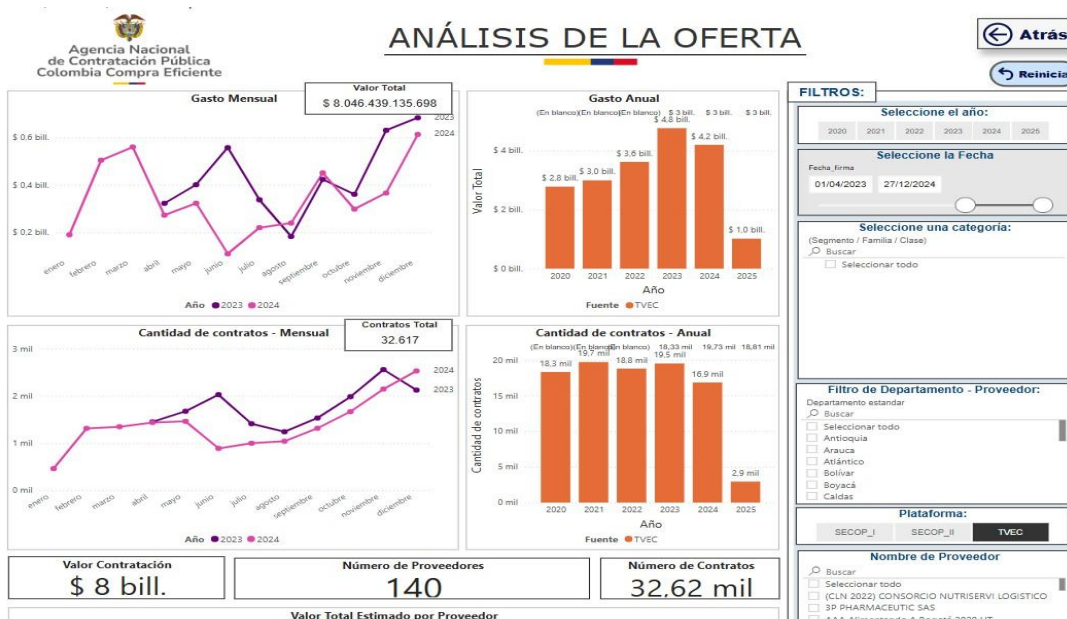 Agencia Nacional
de Contratación Pública
Colombia Compra Eficiente
ANÁLISIS DE LA OFERTA
Atrás
Reinicia
Gasto Mensual
Valor Total
$ 8.046.439.135.698
$ 0.6 bill.
$ 0.4 bill.
$ 0.2 bill.
2023
2024
enero
febrero
marzo
abril
mayo
junio
julio
agosto
septiembre
octubre
noviembre
diciembre
Año 2023 2024
Gasto Anual
(En blanco)(En blanco)(En blanco) $ 3 bill. $ 3 bill. $ 3 bill.
Valor Total
$ 4 bill.
$ 2 bill.
$ 0 bill.
$ 2,8 bill.
$ 3,0 bill.
$ 3,6 bill.
$ 4,8 bill.
$ 4,2 bill.
$ 1,0 bill.
2020 2021 2022 2023 2024 2025
Año
Fuente TVEC
Cantidad de contratos - Mensual
Contratos Total
32.617
3 mil
2 mil
1 mil
0 mil
2024
2023
enero
febrero
marzo
abril
mayo
junio
julio
agosto
septiembre
octubre
noviembre
diciembre
Año 2023 2024
Cantidad de contratos - Anual
(En blanco) (En blanco) 18,33 mil 19,73 mil 18,81 mil
Cantidad de contratos
20 mil
15 mil
10 mil
5 mil
0 mil
18,3 mil
19,7 mil
18,8 mil
19,5 mil
16,9 mil
2,9 mil
2020 2021 2022 2023 2024 2025
Año
Fuente TVEC
Valor Contratación
$ 8 bill.
Número de Proveedores
140
Número de Contratos
32,62 mil
Valor Total Estimado por Proveedor
FILTROS:
Seleccione el año:
2020 2021 2022 2023 2024 2025
Seleccione la Fecha
Fecha_firma
01/04/2023 27/12/2024
Seleccione una categoría:
(Segmento / Familia / Clase)
Buscar
Seleccionar todo
Filtro de Departamento - Proveedor:
Departamento estandar
Buscar
Seleccionar todo
Antioquia
Arauca
Atlántico
Bolívar
Boyacá
Caldas
Plataforma:
SECOP_I SECOP_II TVEC
Nombre de Proveedor
Buscar
Seleccionar todo
(CLN 2022) CONSORCIO NUTRISERVI LOGISTICO
3P PHARMACEUTIC SAS